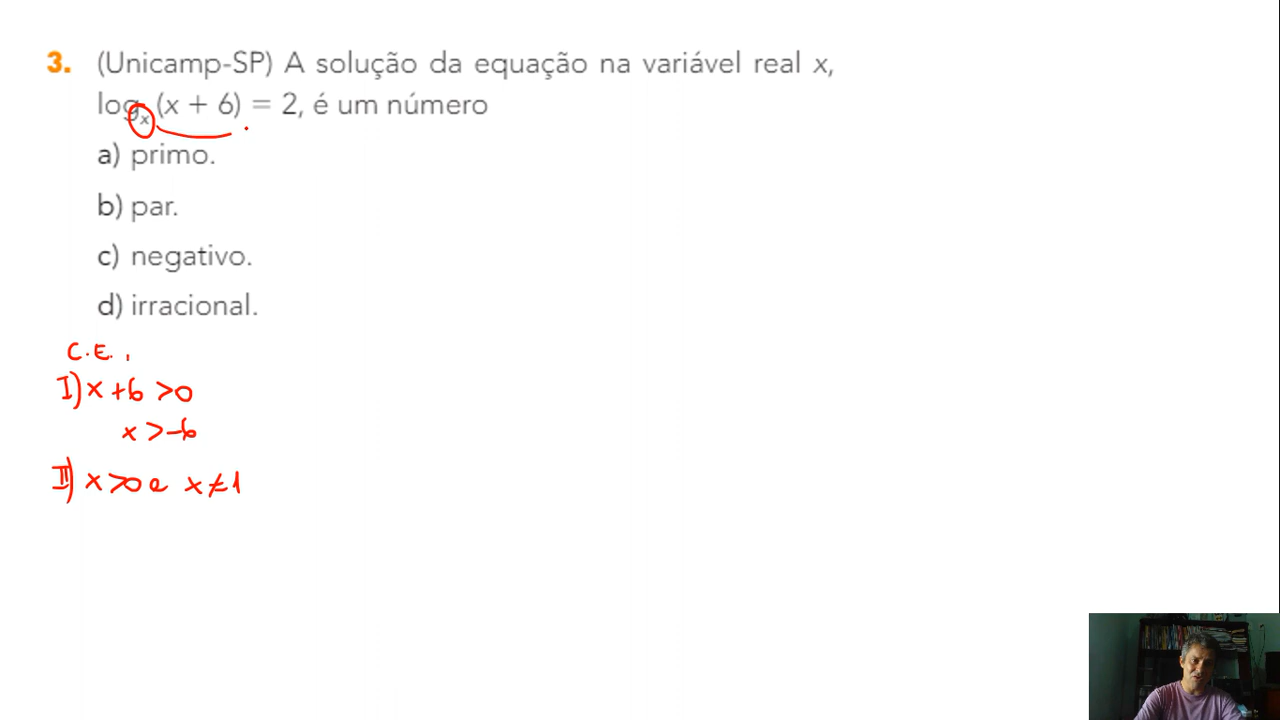 3. (Unicamp-SP) A solução da equação na variável real x,
logₓ (x + 6) = 2, é um número
a) primo.
b) par.
c) negativo.
d) irracional.
C.E.
I) x + 6 > 0
x > -6
II) x > 0 e x ≠ 1